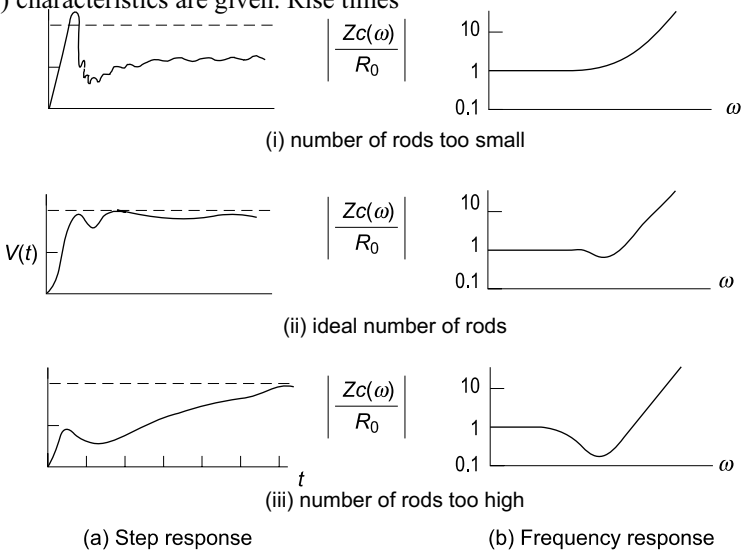 ) characteristics are given. Rise times
Zc(ω)
R0
10
1
0.1
ω
(i) number of rods too small
V(t)
Zc(ω)
R0
10
1
0.1
ω
(ii) ideal number of rods
Zc(ω)
R0
10
1
0.1
ω
t
(iii) number of rods too high
(a) Step response
(b) Frequency response